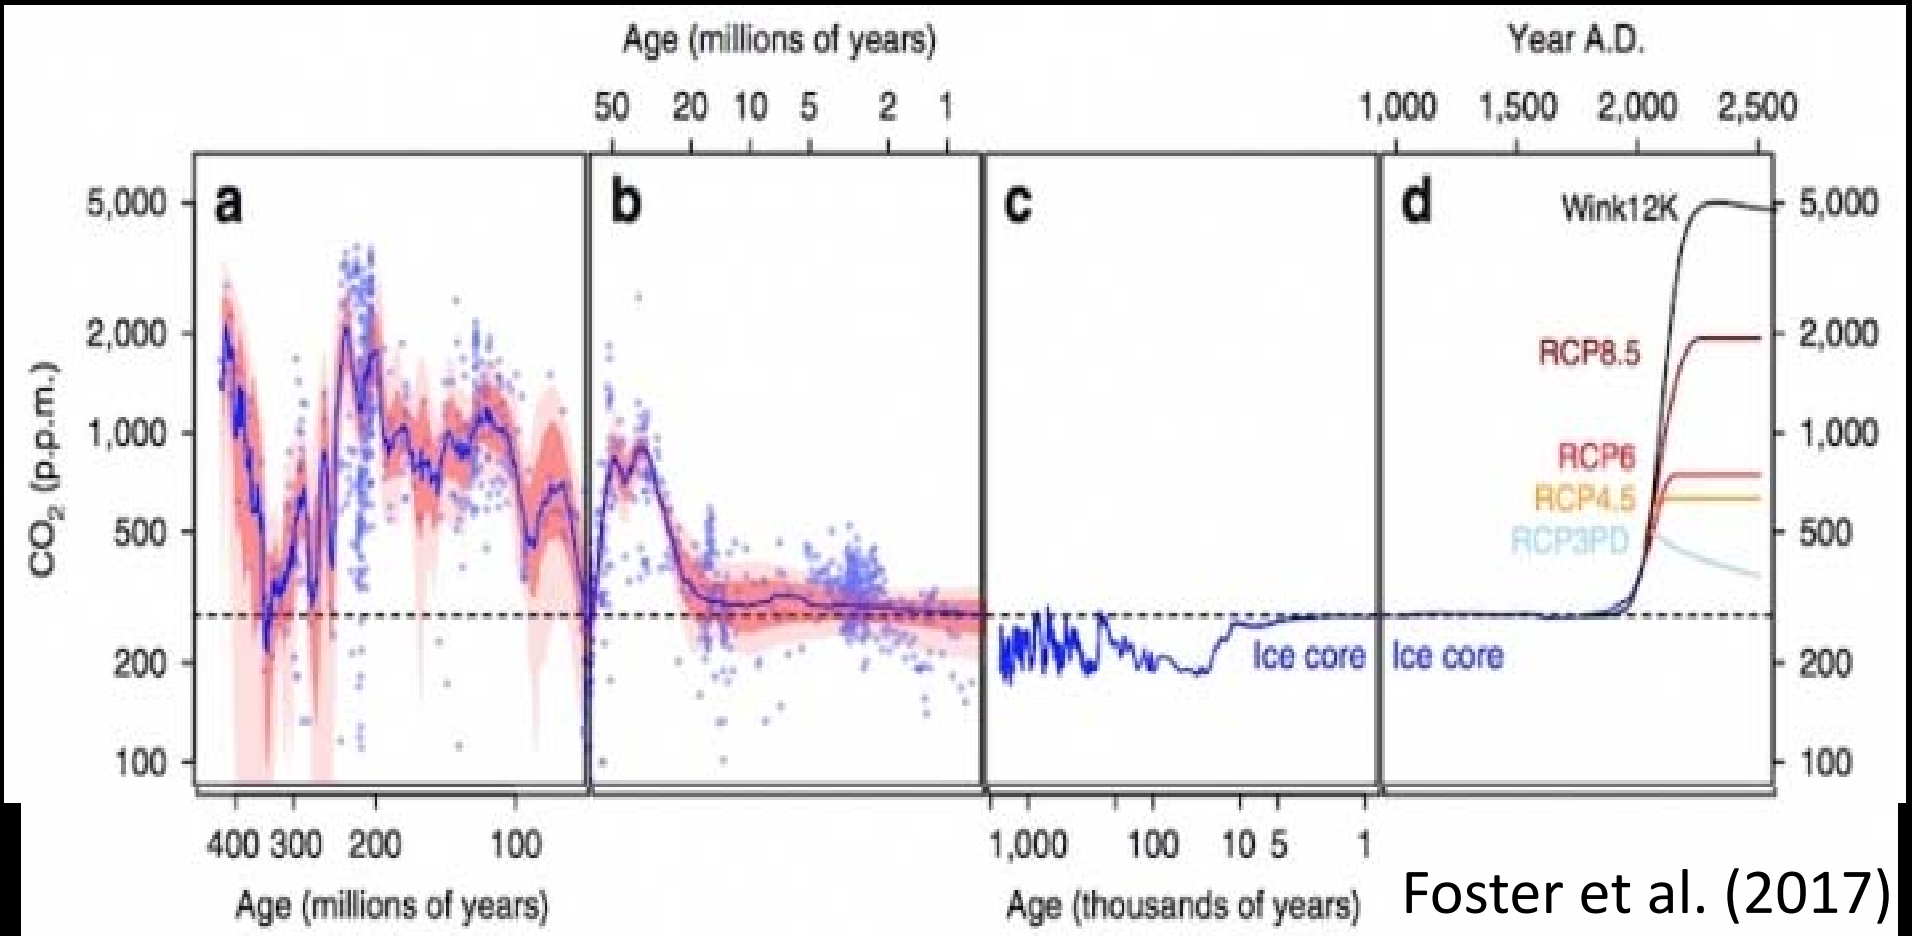 Age (millions of years)
Year A.D.
50 20 10 5 2 1
1,000 1,500 2,000 2,500
a b c d
5,000
2,000
1,000
500
200
100
CO2 (p.p.m.)
Wink12K
RCP8.5
RCP6
RCP4.5
RCP3PD
Ice core
Ice core
5,000
2,000
1,000
500
200
100
400 300 200 100
1,000 100 10 5 1
Age (millions of years)
Age (thousands of years)
Foster et al. (2017)